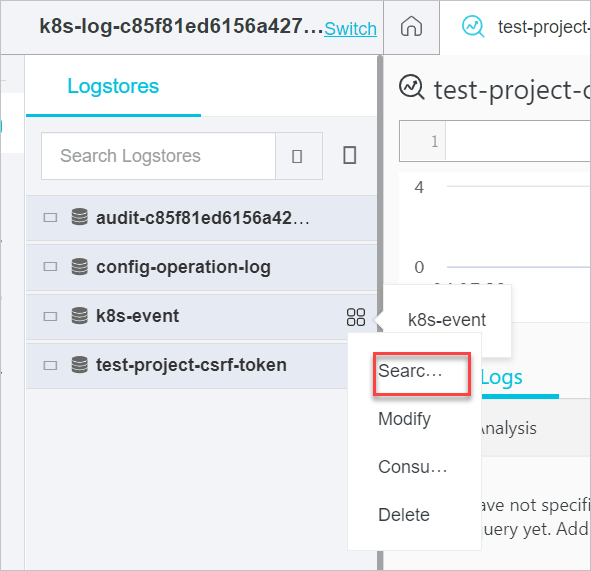 k8s-log-c85f81ed6156a427... Switch
test-project-
Logstores
test-project-c
Search Logstores
1
4
audit-c85f81ed6156a42...
0
config-operation-log
k8s-event
k8s-event
test-project-csrf-token
Searc...
Logs
Modify
Analysis
Consu...
ave not specifi
Delete
uery yet. Add